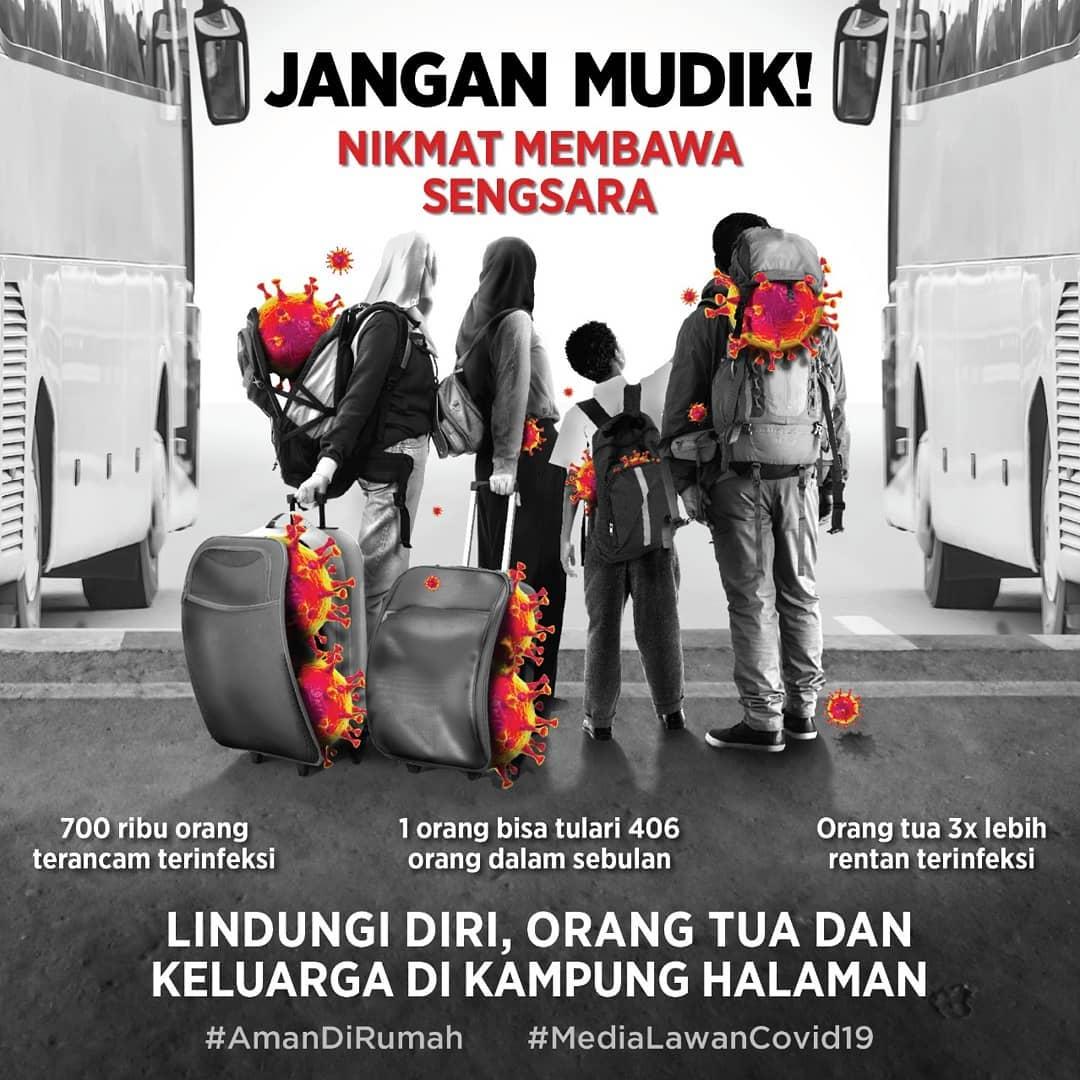 JANGAN MUDIK!
NIKMAT MEMBAWA
SENGSARA
700 ribu orang
terancam terinfeksi
1 orang bisa tulari 406
orang dalam sebulan
Orang tua 3x lebih
rentan terinfeksi
LINDUNGI DIRI, ORANG TUA DAN
KELUARGA DI KAMPUNG HALAMAN
#AmanDiRumah #MediaLawanCovid19